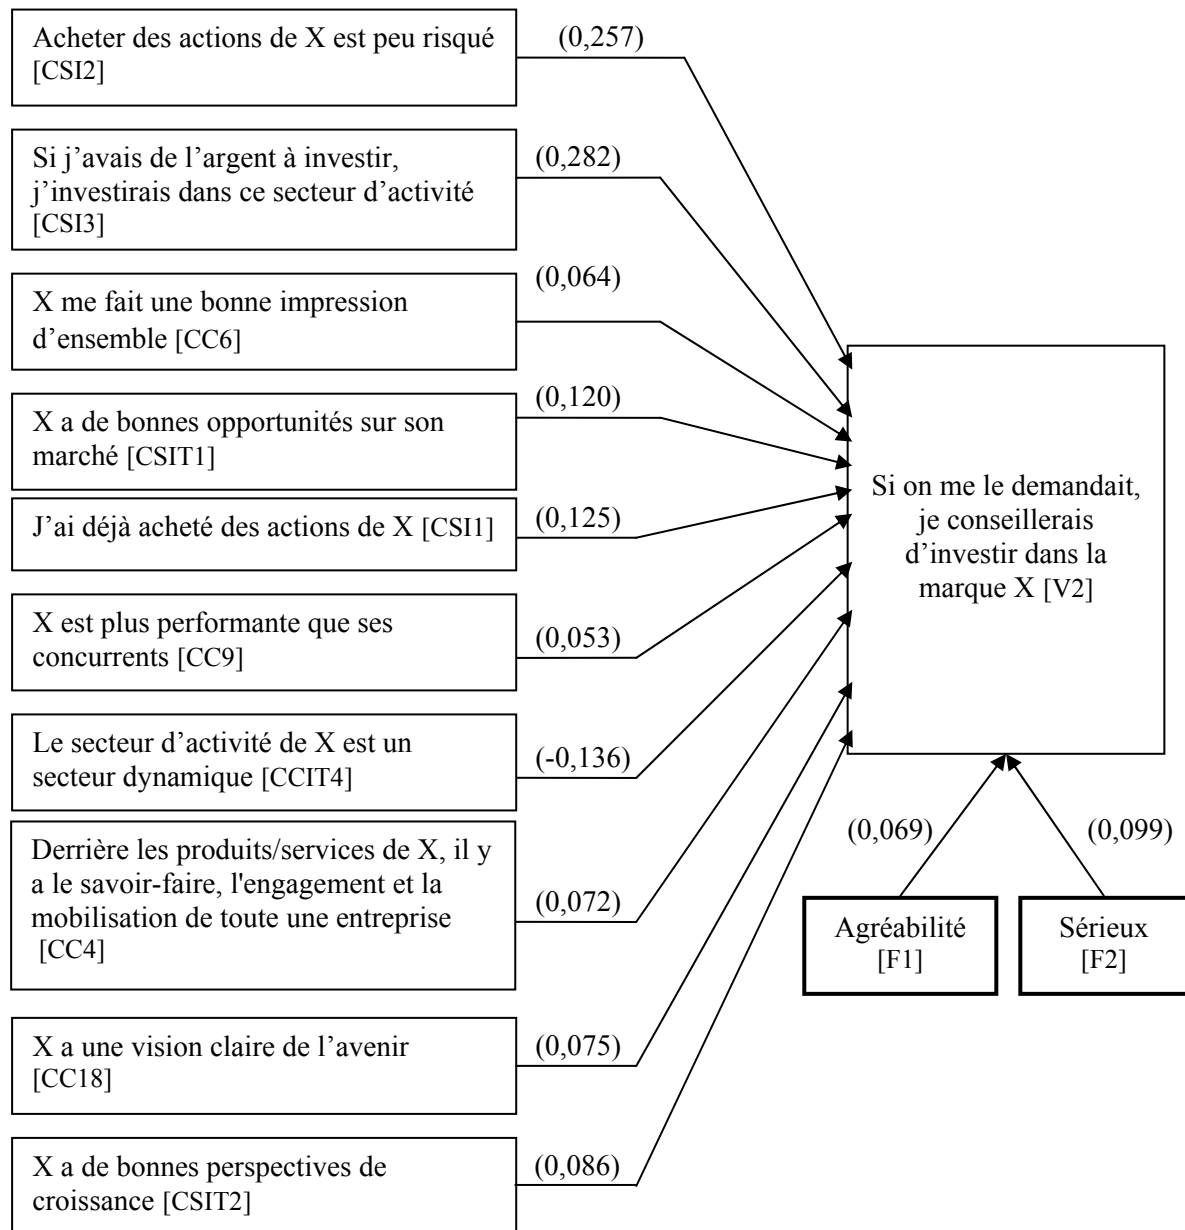 Acheter des actions de X est peu risqué
[CSI2]
(0,257)
Si j’avais de l’argent à investir,
j’investirais dans ce secteur d’activité
[CSI3]
(0,282)
X me fait une bonne impression
d’ensemble [CC6]
(0,064)
X a de bonnes opportunités sur son
marché [CSIT1]
(0,120)
J’ai déjà acheté des actions de X [CSI1]
(0,125)
X est plus performante que ses
concurrents [CC9]
(0,053)
Le secteur d’activité de X est un
secteur dynamique [CCIT4]
(-0,136)
Derrière les produits/services de X, il y
a le savoir-faire, l'engagement et la
mobilisation de toute une entreprise
[CC4]
(0,072)
X a une vision claire de l’avenir
[CC18]
(0,075)
X a de bonnes perspectives de
croissance [CSIT2]
(0,086)
Si on me le demandait,
je conseillerais
d’investir dans la
marque X [V2]
(0,069)
(0,099)
Agréabilité
[F1]
Sérieux
[F2]